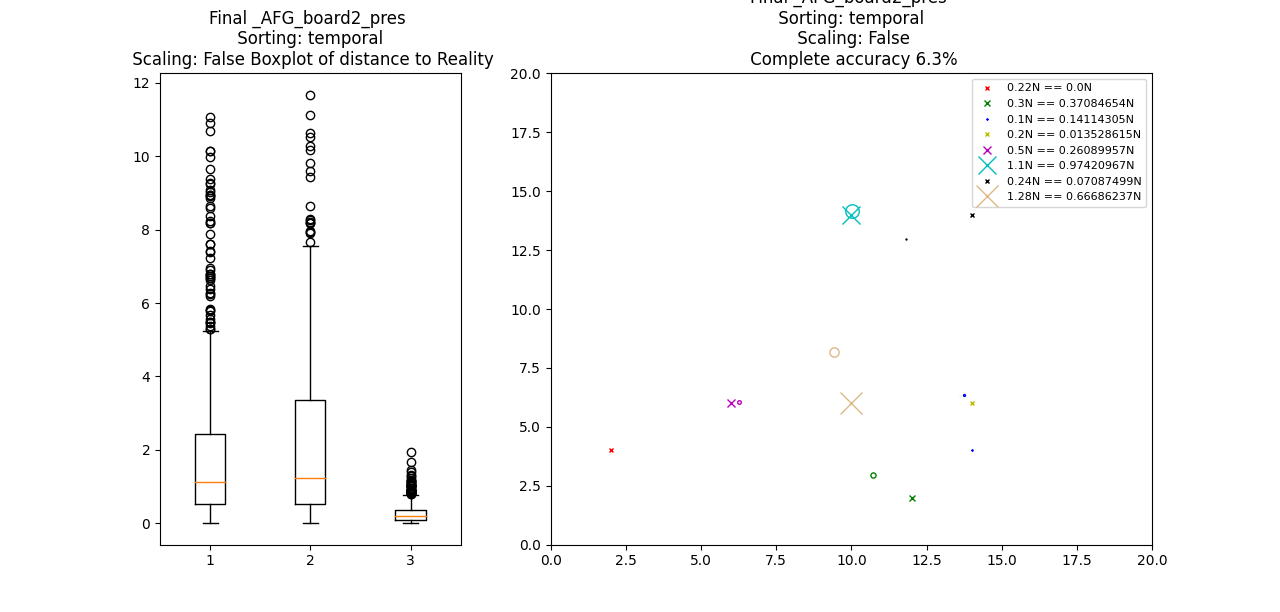 Final _AFG_board2_pres
Sorting: temporal
Scaling: False Boxplot of distance to Reality
12
10
8
6
4
2
0
1 2 3
Final _AFG_board2_pres
Sorting: temporal
Scaling: False
Complete accuracy 6.3%
20.0
17.5
15.0
12.5
10.0
7.5
5.0
2.5
0.0
0.0 2.5 5.0 7.5 10.0 12.5 15.0 17.5 20.0
0.22N == 0.0N
0.3N == 0.37084654N
0.1N == 0.14114305N
0.2N == 0.013528615N
0.5N == 0.26089957N
1.1N == 0.97420967N
0.24N == 0.07087499N
1.28N == 0.66686237N